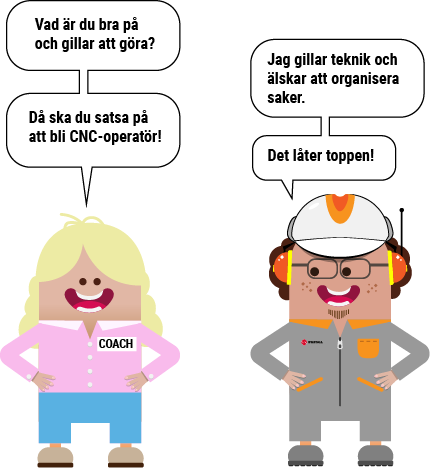 Vad är du bra på
och gillar att göra?
Jag gillar teknik och
älskar att organisera
saker.
Då ska du satsa på
att bli CNC-operatör!
Det låter toppen!
COACH